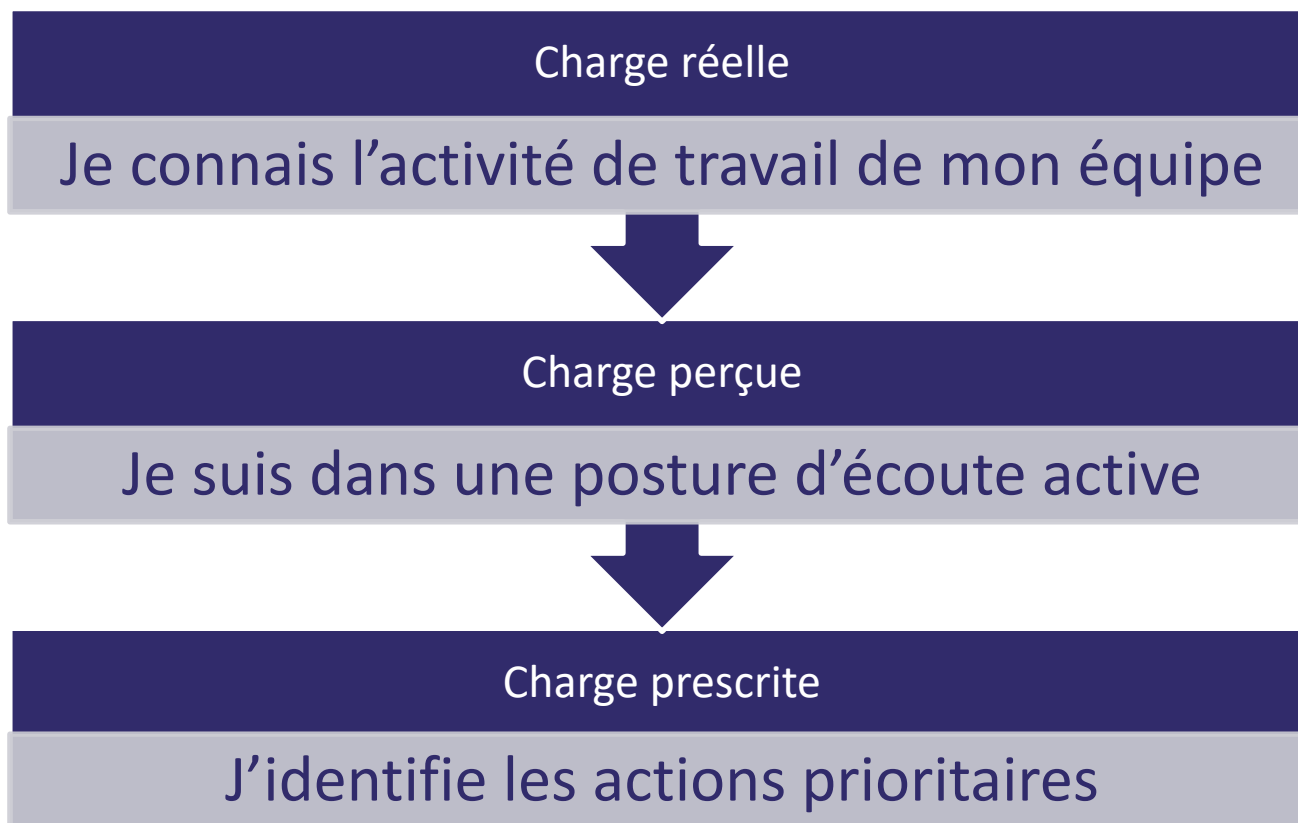 Charge réelle
Je connais l’activité de travail de mon équipe
Charge perçue
Je suis dans une posture d’écoute active
Charge prescrite
J’identifie les actions prioritaires